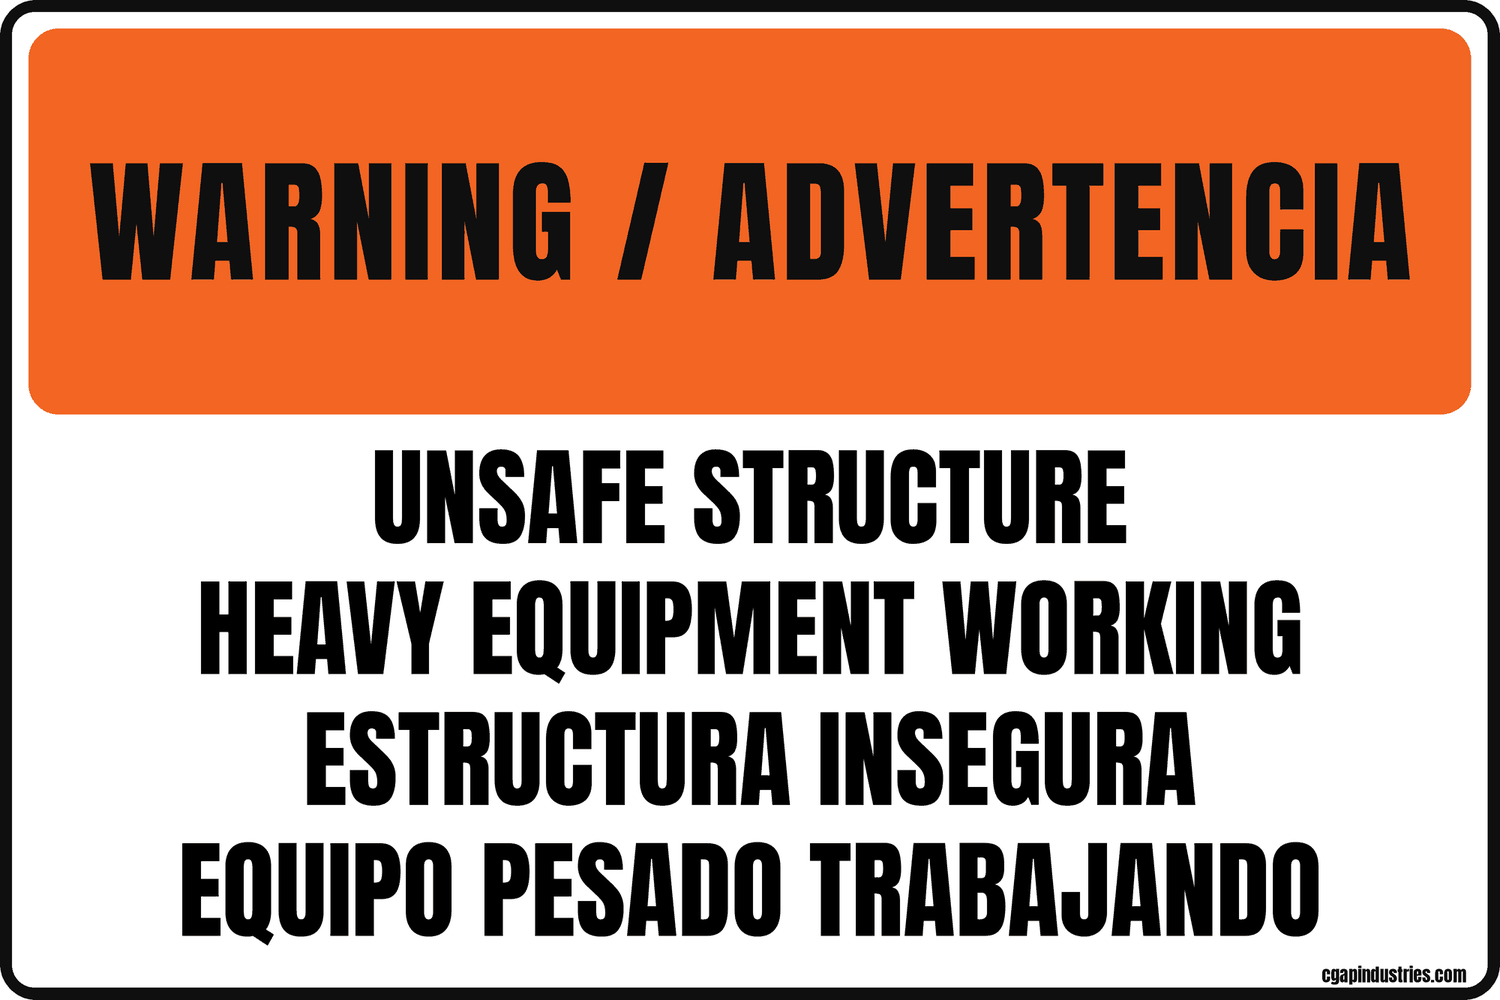 WARNING / ADVERTENCIA
UNSAFE STRUCTURE
HEAVY EQUIPMENT WORKING
ESTRUCTURA INSEGURA
EQUIPO PESADO TRABAJANDO
cgapindustries.com